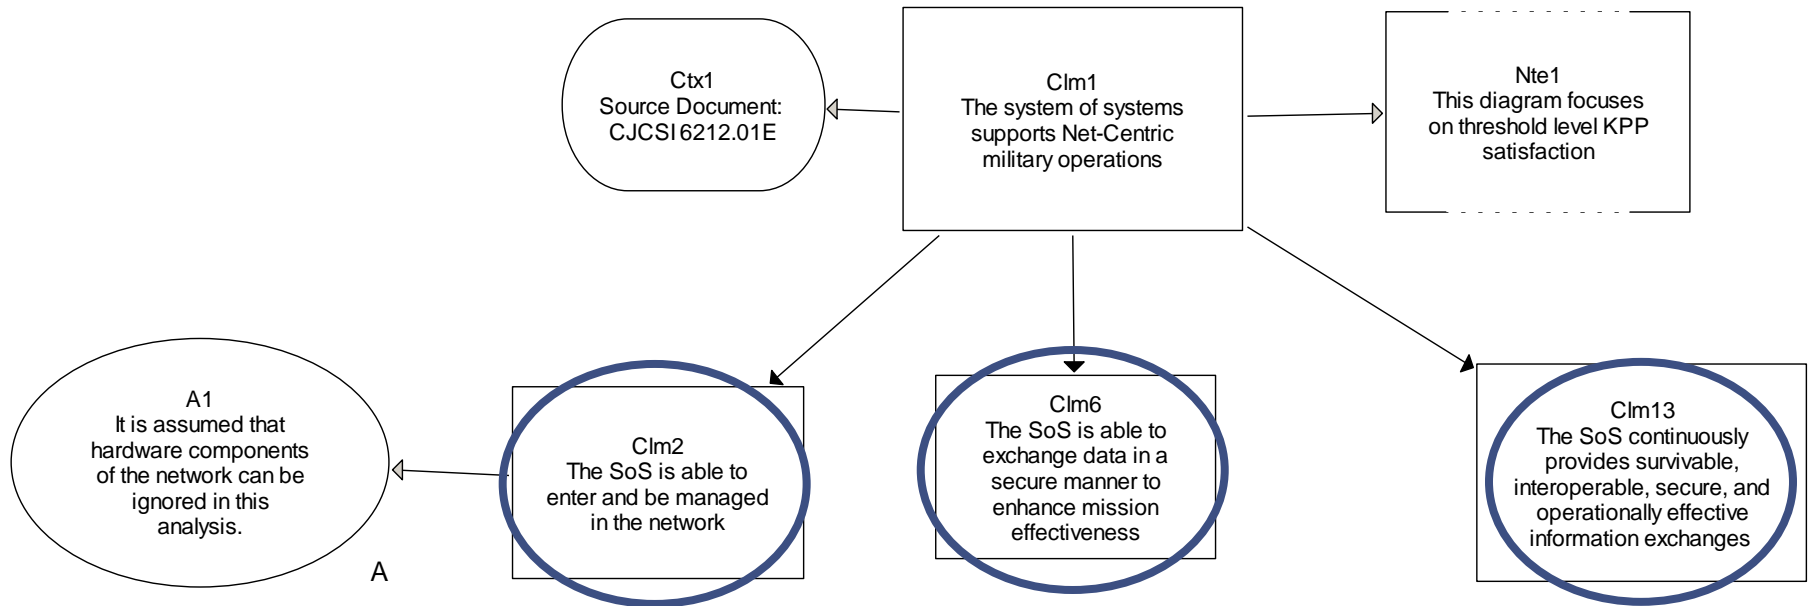 Ctx1
Source Document:
CJCSI 6212.01E
Clm1
The system of systems
supports Net-Centric
military operations
Nte1
This diagram focuses
on threshold level KPP
satisfaction
A1
It is assumed that
hardware components
of the network can be
ignored in this
analysis.
A
Clm2
The SoS is able to
enter and be managed
in the network
Clm6
The SoS is able to
exchange data in a
secure manner to
enhance mission
effectiveness
Clm13
The SoS continuously
provides survivable,
interoperable, secure, and
operationally effective
information exchanges